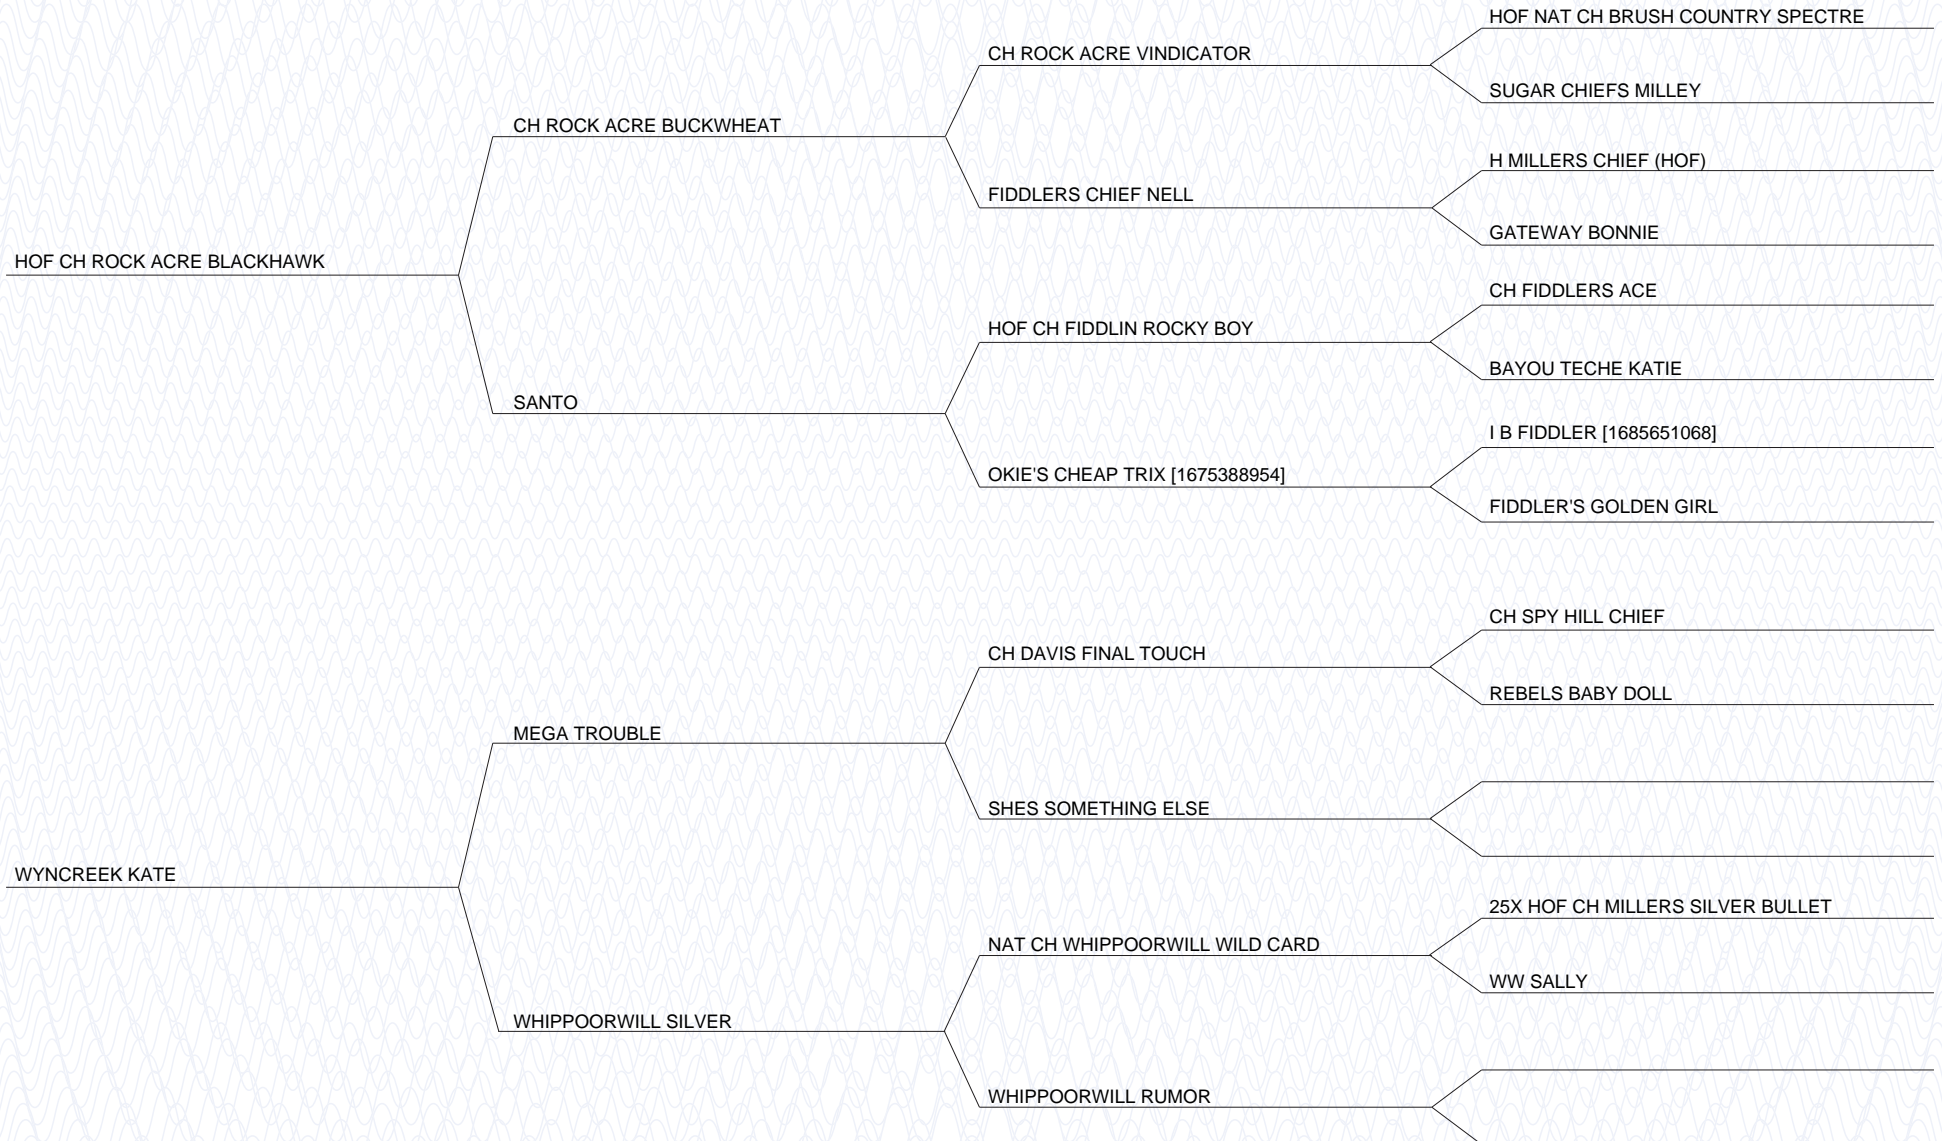 HOF NAT CH BRUSH COUNTRY SPECTRE
CH ROCK ACRE VINDICATOR
SUGAR CHIEFS MILLEY
CH ROCK ACRE BUCKWHEAT
H MILLERS CHIEF (HOF)
FIDDLERS CHIEF NELL
GATEWAY BONNIE
HOF CH ROCK ACRE BLACKHAWK
CH FIDDLERS ACE
HOF CH FIDDLIN ROCKY BOY
BAYOU TECHE KATIE
SANTO
I B FIDDLER [1685651068]
OKIE'S CHEAP TRIX [1675388954]
FIDDLER'S GOLDEN GIRL
CH SPY HILL CHIEF
CH DAVIS FINAL TOUCH
REBELS BABY DOLL
MEGA TROUBLE
SHES SOMETHING ELSE
WYNCREEK KATE
25X HOF CH MILLERS SILVER BULLET
NAT CH WHIPPOORWILL WILD CARD
WW SALLY
WHIPPOORWILL SILVER
WHIPPOORWILL RUMOR